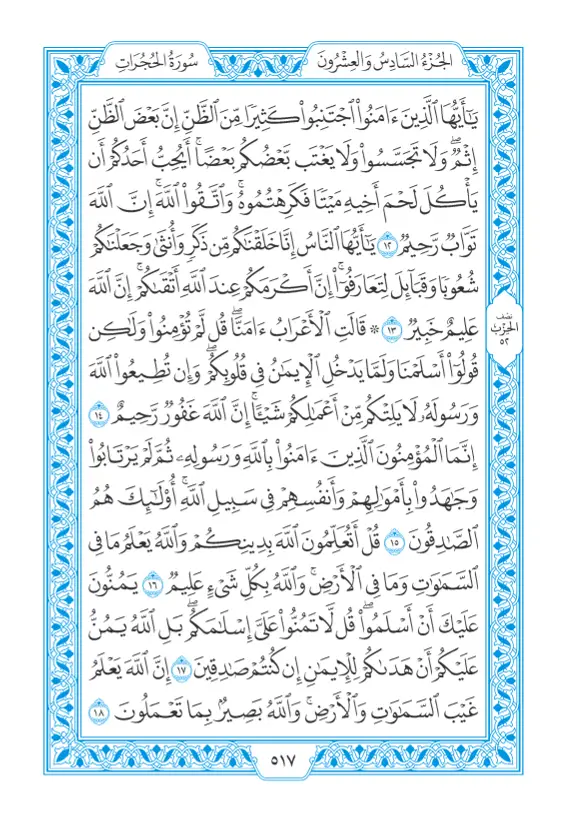 الجُزْءُ السَّادِسُ وَالعِشْرُونَ
سُورَةُ الحُجُرَاتِ
يَٰٓأَيُّهَا ٱلَّذِينَ ءَامَنُوا۟ ٱجْتَنِبُوا۟ كَثِيرًا مِّنَ ٱلظَّنِّ إِنَّ بَعْضَ ٱلظَّنِّ
إِثْمٌ ۖ وَلَا تَجَسَّسُوا۟ وَلَا يَغْتَب بَّعْضُكُم بَعْضًا ۚ أَيُحِبُّ أَحَدُكُمْ أَن
يَأْكُلَ لَحْمَ أَخِيهِ مَيْتًا فَكَرِهْتُمُوهُ ۚ وَٱتَّقُوا۟ ٱللَّهَ ۚ إِنَّ ٱللَّهَ
تَوَّابٌ رَّحِيمٌ ١٢ يَٰٓأَيُّهَا ٱلنَّاسُ إِنَّا خَلَقْنَٰكُم مِّن ذَكَرٍ وَأُنثَىٰ وَجَعَلْنَٰكُمْ
شُعُوبًا وَقَبَآئِلَ لِتَعَارَفُوٓا۟ ۚ إِنَّ أَكْرَمَكُمْ عِندَ ٱللَّهِ أَتْقَىٰكُمْ ۚ إِنَّ ٱللَّهَ
عَلِيمٌ خَبِيرٌ ١٣ ۞ قَالَتِ ٱلْأَعْرَابُ ءَامَنَّا ۖ قُل لَّمْ تُؤْمِنُوا۟ وَلَٰكِن
قُولُوٓا۟ أَسْلَمْنَا وَلَمَّا يَدْخُلِ ٱلْإِيمَٰنُ فِى قُلُوبِكُمْ ۖ وَإِن تُطِيعُوا۟ ٱللَّهَ
وَرَسُولَهُۥ لَا يَلِتْكُم مِّنْ أَعْمَٰلِكُمْ شَيْـًٔا ۚ إِنَّ ٱللَّهَ غَفُورٌ رَّحِيمٌ ١٤
إِنَّمَا ٱلْمُؤْمِنُونَ ٱلَّذِينَ ءَامَنُوا۟ بِٱللَّهِ وَرَسُولِهِۦ ثُمَّ لَمْ يَرْتَابُوا۟
وَجَٰهَدُوا۟ بِأَمْوَٰلِهِمْ وَأَنفُسِهِمْ فِى سَبِيلِ ٱللَّهِ ۚ أُو۟لَٰٓئِكَ هُمُ
ٱلصَّٰدِقُونَ ١٥ قُلْ أَتُعَلِّمُونَ ٱللَّهَ بِدِينِكُمْ وَٱللَّهُ يَعْلَمُ مَا فِى
ٱلسَّمَٰوَٰتِ وَمَا فِى ٱلْأَرْضِ ۚ وَٱللَّهُ بِكُلِّ شَىْءٍ عَلِيمٌ ١٦ يَمُنُّونَ
عَلَيْكَ أَنْ أَسْلَمُوا۟ ۖ قُل لَّا تَمُنُّوا۟ عَلَىَّ إِسْلَٰمَكُم ۖ بَلِ ٱللَّهُ يَمُنُّ
عَلَيْكُمْ أَنْ هَدَىٰكُمْ لِلْإِيمَٰنِ إِن كُنتُمْ صَٰدِقِينَ ١٧ إِنَّ ٱللَّهَ يَعْلَمُ
غَيْبَ ٱلسَّمَٰوَٰتِ وَٱلْأَرْضِ ۚ وَٱللَّهُ بَصِيرٌۢ بِمَا تَعْمَلُونَ ١٨
نصف
الحزب
٥٢
٥١٧